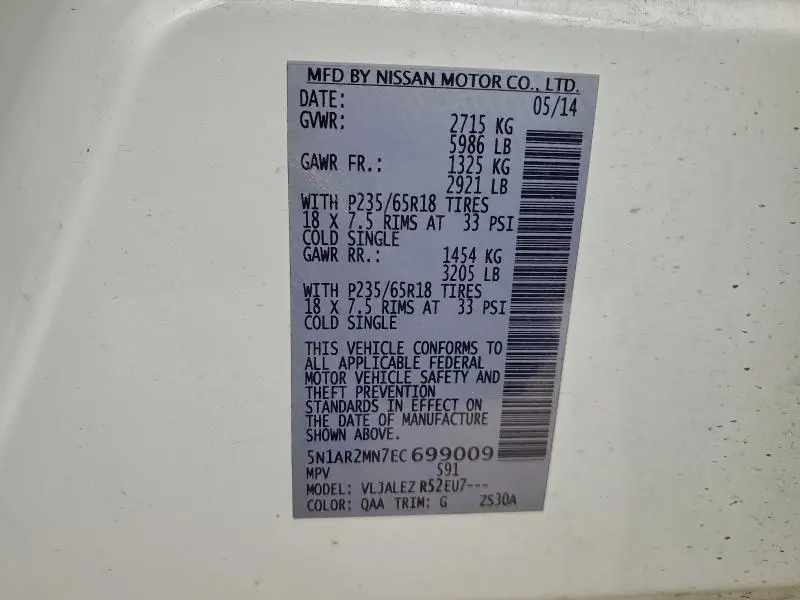 MFD BY NISSAN MOTOR CO., LTD.
DATE: 05/14
GVWR: 2715 KG
5986 LB
GAWR FR.: 1325 KG
2921 LB
WITH P235/65R18 TIRES
18 X 7.5 RIMS AT 33 PSI
COLD SINGLE
GAWR RR.: 1454 KG
3205 LB
WITH P235/65R18 TIRES
18 X 7.5 RIMS AT 33 PSI
COLD SINGLE
THIS VEHICLE CONFORMS TO
ALL APPLICABLE FEDERAL
MOTOR VEHICLE SAFETY AND
THEFT PREVENTION
STANDARDS IN EFFECT ON
THE DATE OF MANUFACTURE
SHOWN ABOVE.
5N1AR2MN7EC699009
MPV 591
MODEL: VLJALEZ R52EU7---
COLOR: QAA TRIM: G ZS30A